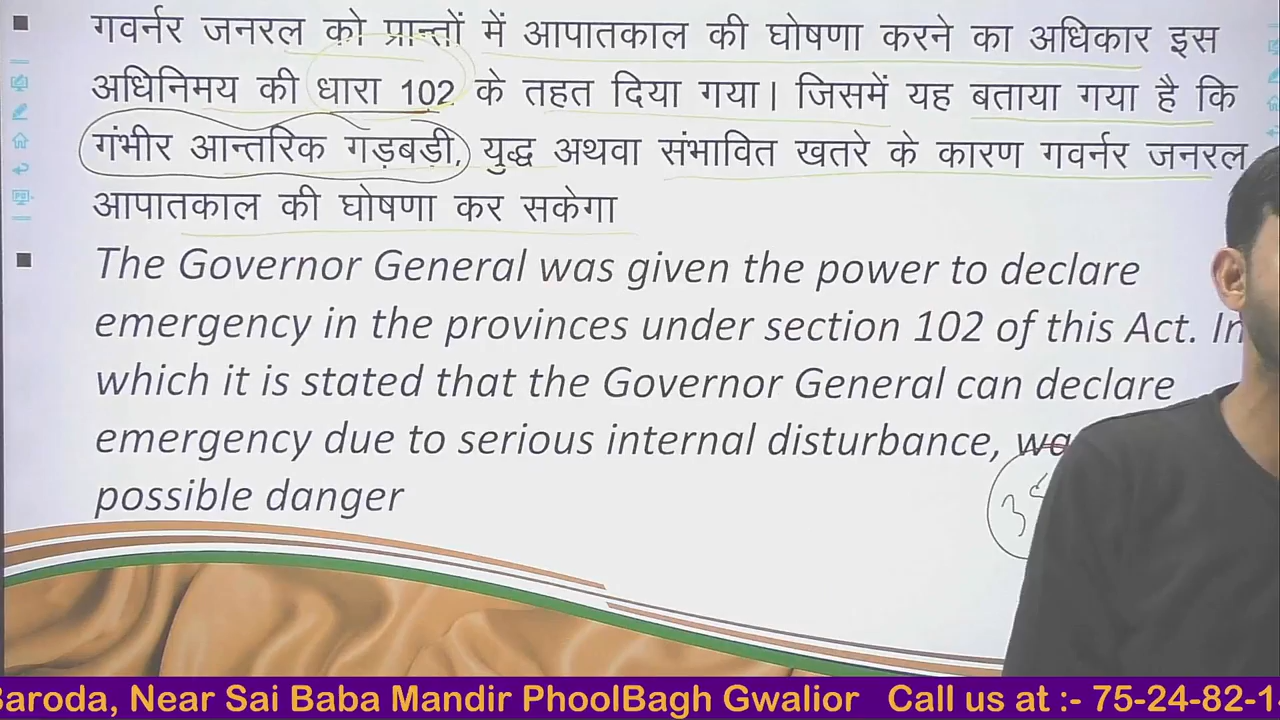 गवर्नर जनरल को प्रान्तों में आपातकाल की घोषणा करने का अधिकार इस
अधिनिमय की धारा 102 के तहत दिया गया। जिसमें यह बताया गया है कि
गंभीर आन्तरिक गड़बड़ी, युद्ध अथवा संभावित खतरे के कारण गवर्नर जनरल
आपातकाल की घोषणा कर सकेगा
The Governor General was given the power to declare
emergency in the provinces under section 102 of this Act. In
which it is stated that the Governor General can declare
emergency due to serious internal disturbance,
possible danger
Baroda, Near Sai Baba Mandir PhoolBagh Gwalior Call us at :- 75-24-82-1